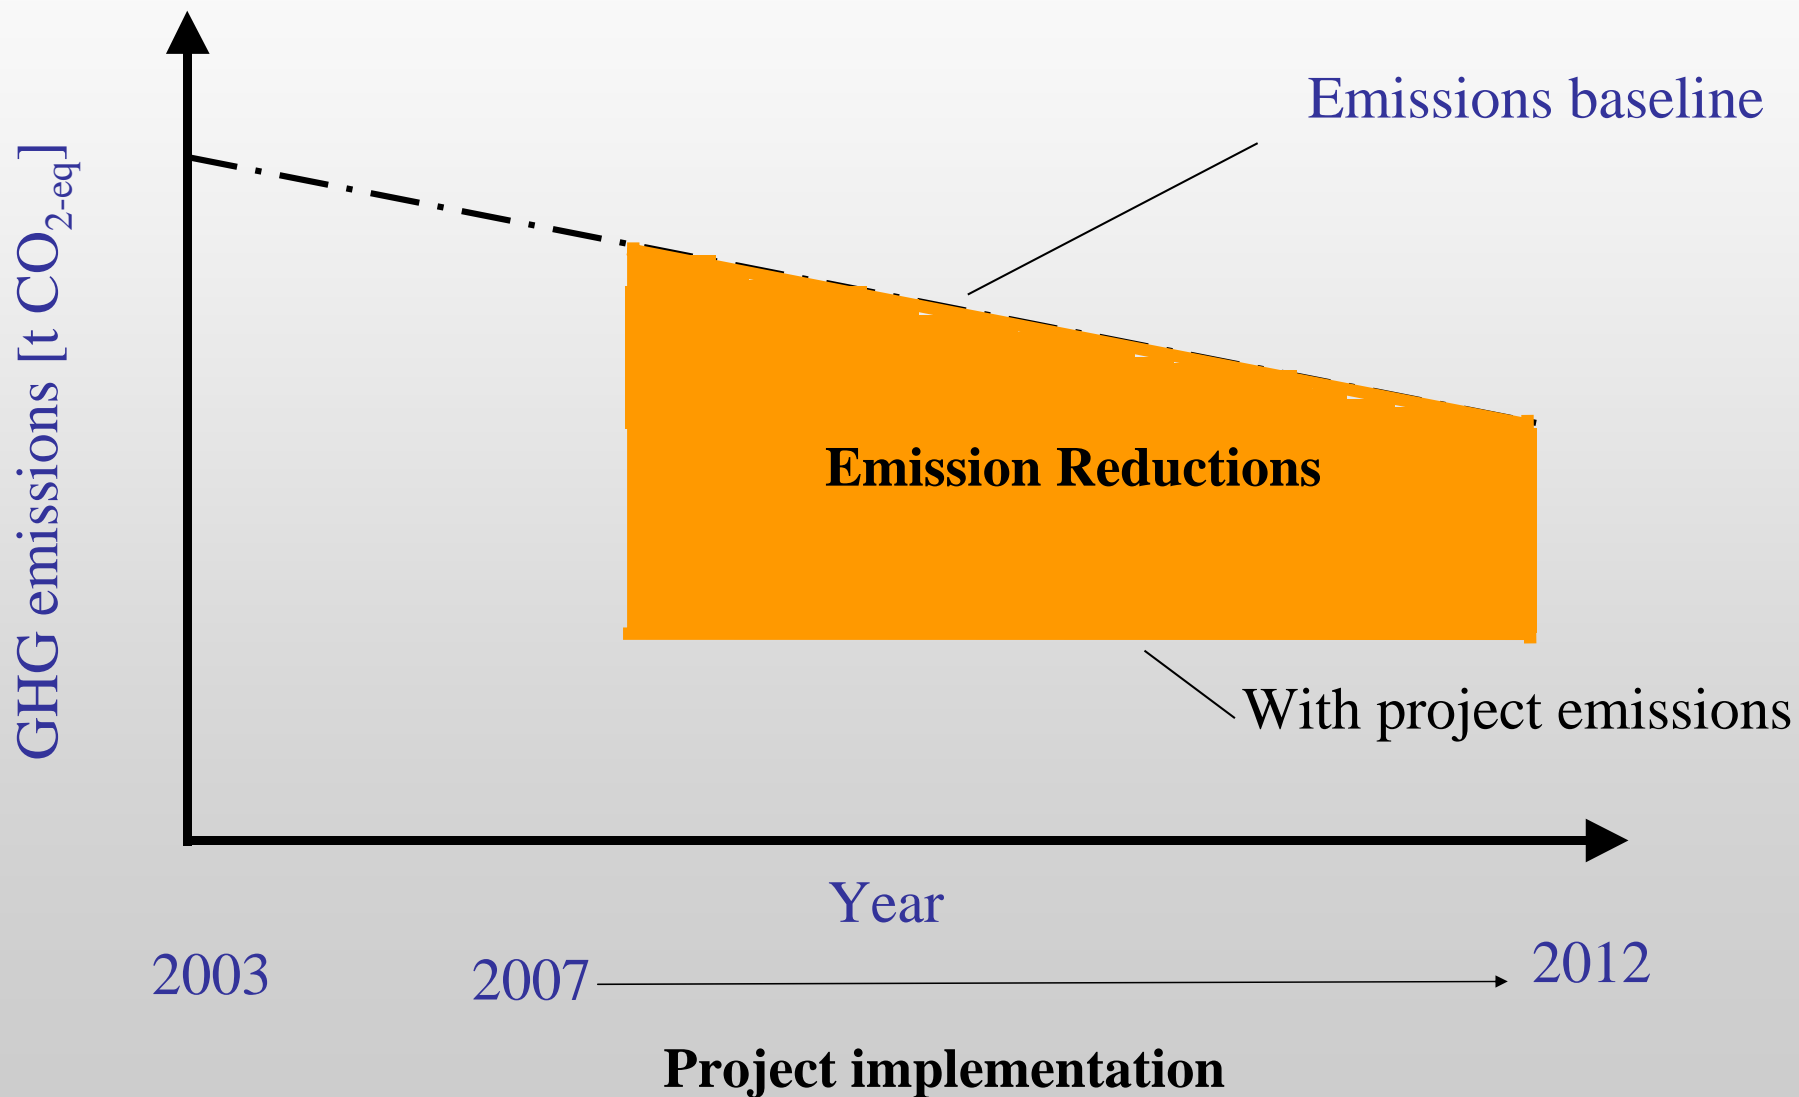 Emissions baseline
GHG emissions [t CO2-eq]
Emission Reductions
With project emissions
Year
2003
2007
2012
Project implementation